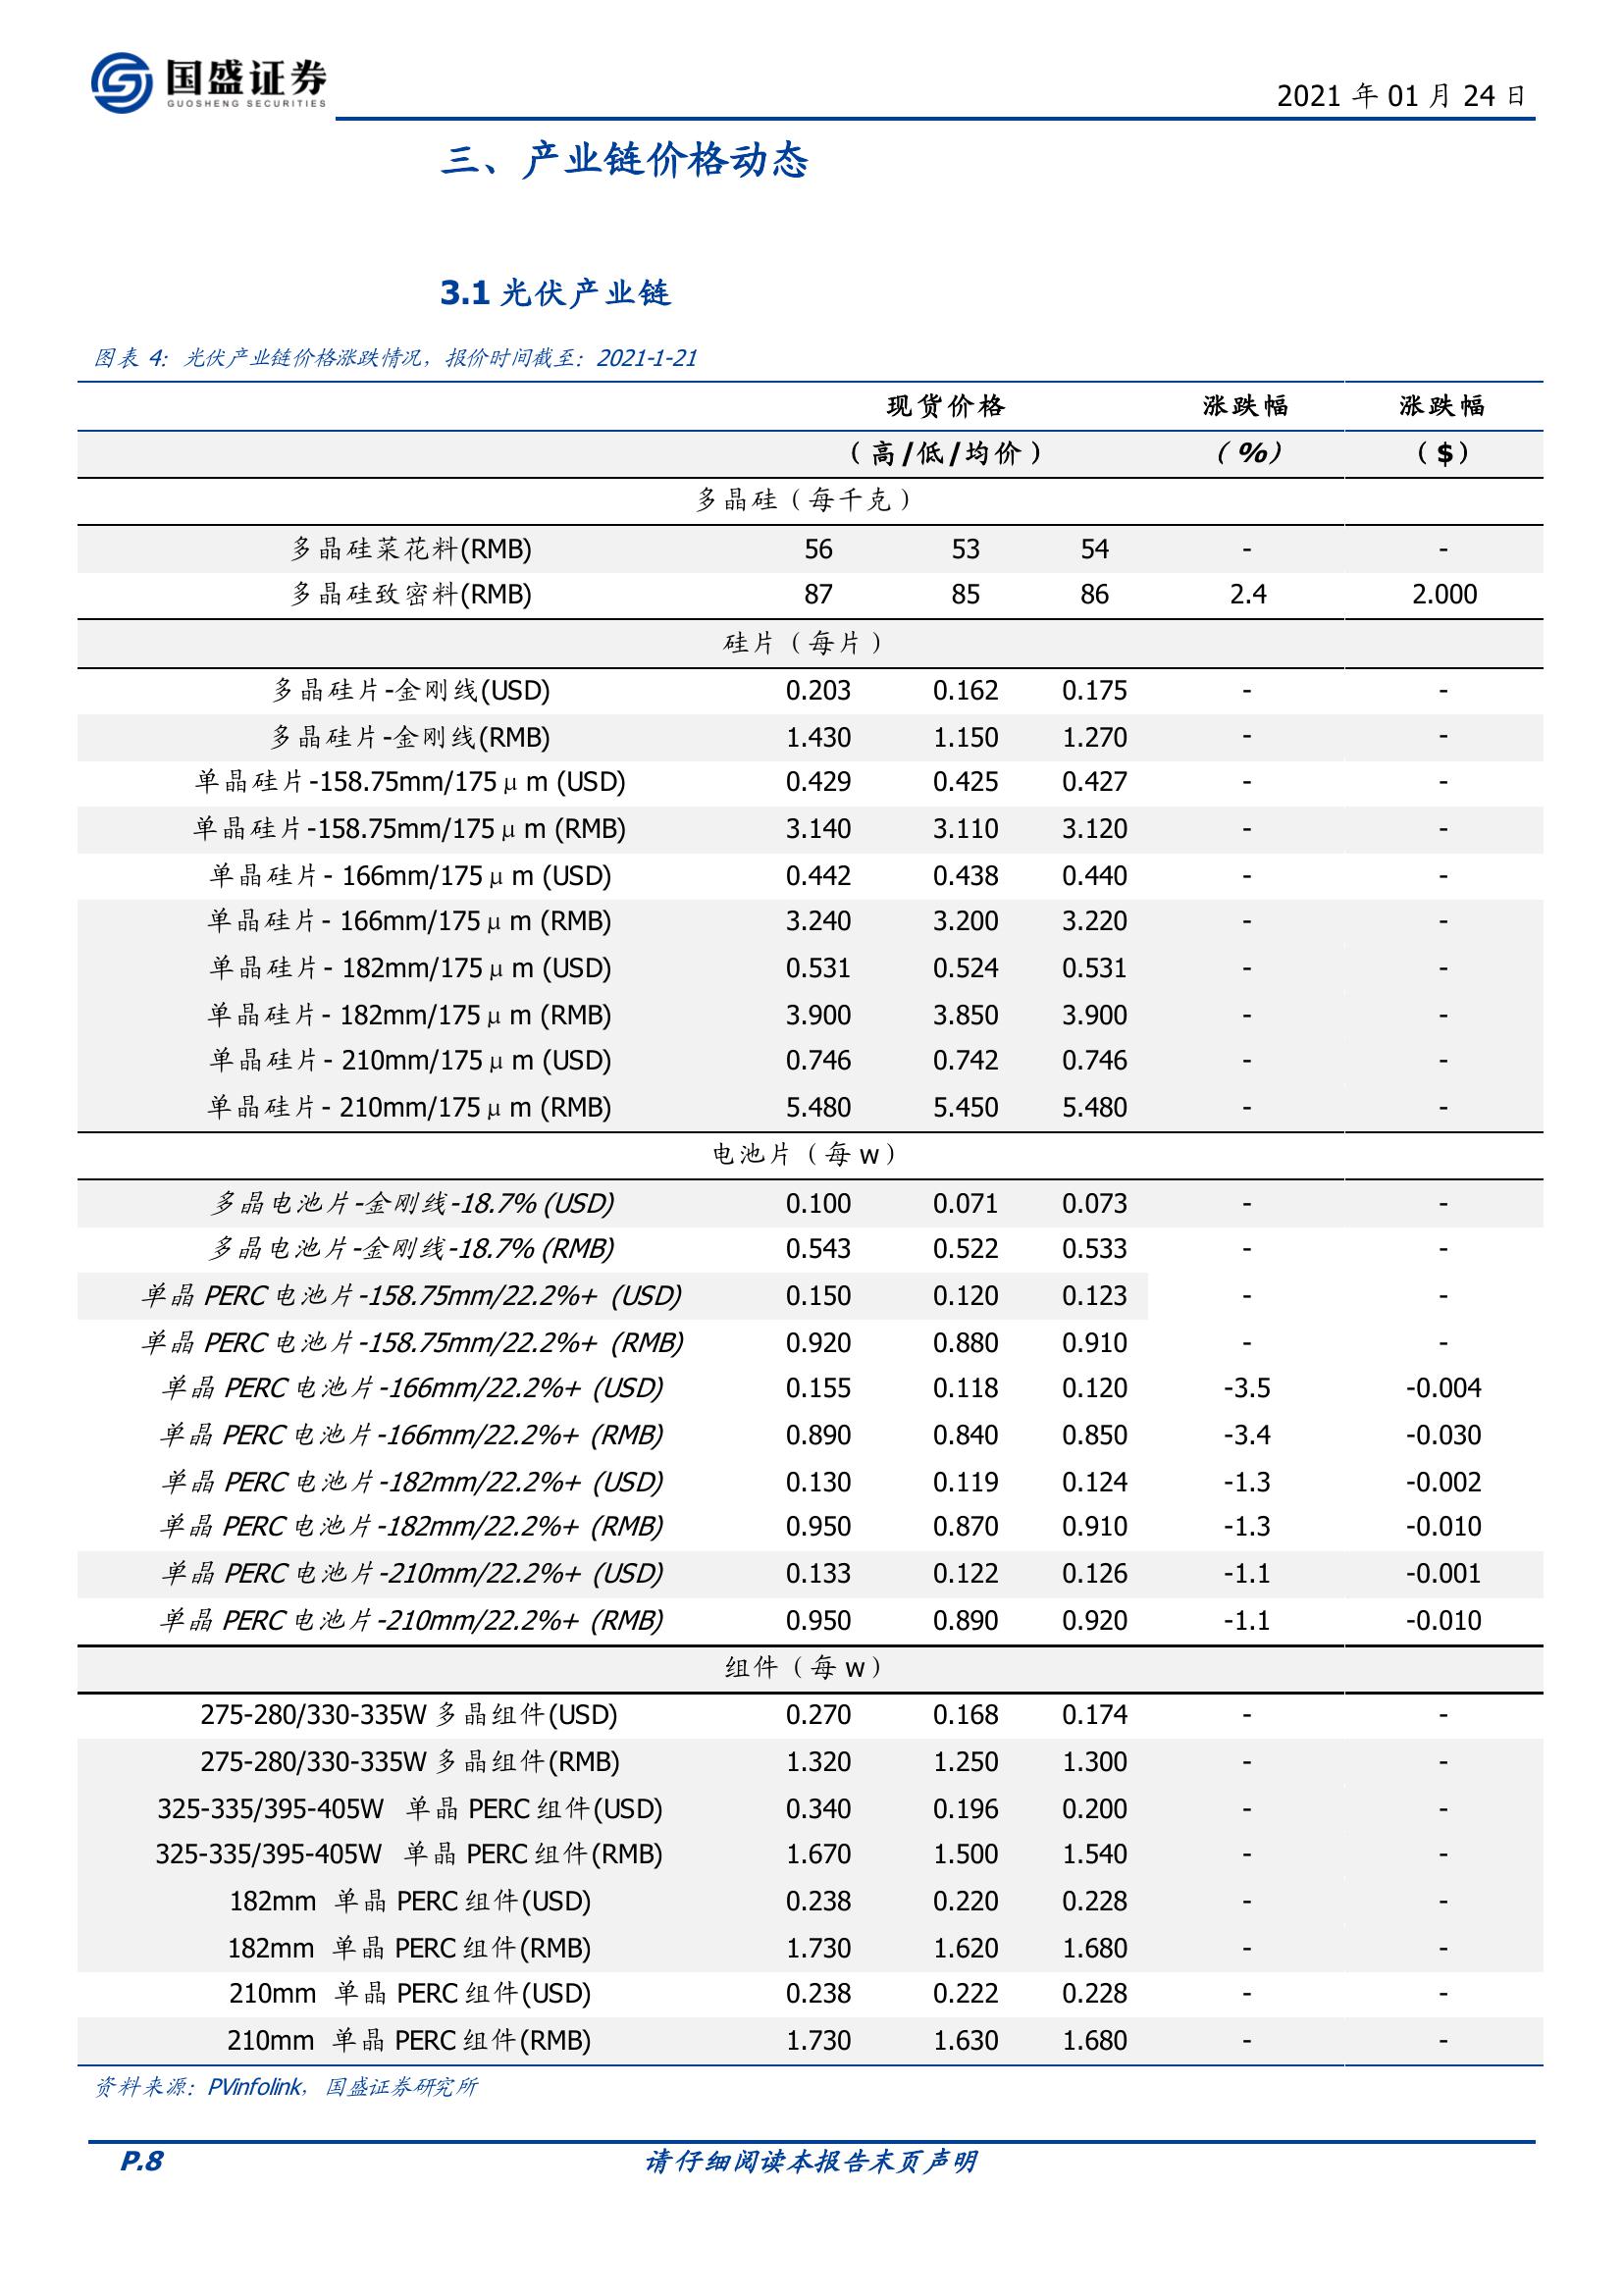 国盛证券
GUOSHENG SECURITIES
2021 年 01 月 24 日
三、产业链价格动态
3.1 光伏产业链
图表 4：光伏产业链价格涨跌情况，报价时间截至：2021-1-21
现货价格 涨跌幅 涨跌幅
（高/低/均价） （%） （$）
多晶硅（每千克）
多晶硅菜花料(RMB) 56 53 54 - -
多晶硅致密料(RMB) 87 85 86 2.4 2.000
硅片（每片）
多晶硅片-金刚线(USD) 0.203 0.162 0.175 - -
多晶硅片-金刚线(RMB) 1.430 1.150 1.270 - -
单晶硅片-158.75mm/175μm (USD) 0.429 0.425 0.427 - -
单晶硅片-158.75mm/175μm (RMB) 3.140 3.110 3.120 - -
单晶硅片- 166mm/175μm (USD) 0.442 0.438 0.440 - -
单晶硅片- 166mm/175μm (RMB) 3.240 3.200 3.220 - -
单晶硅片- 182mm/175μm (USD) 0.531 0.524 0.531 - -
单晶硅片- 182mm/175μm (RMB) 3.900 3.850 3.900 - -
单晶硅片- 210mm/175μm (USD) 0.746 0.742 0.746 - -
单晶硅片- 210mm/175μm (RMB) 5.480 5.450 5.480 - -
电池片（每 w）
多晶电池片-金刚线-18.7% (USD) 0.100 0.071 0.073 - -
多晶电池片-金刚线-18.7% (RMB) 0.543 0.522 0.533 - -
单晶 PERC 电池片-158.75mm/22.2%+ (USD) 0.150 0.120 0.123 - -
单晶 PERC 电池片-158.75mm/22.2%+ (RMB) 0.920 0.880 0.910 - -
单晶 PERC 电池片-166mm/22.2%+ (USD) 0.155 0.118 0.120 -3.5 -0.004
单晶 PERC 电池片-166mm/22.2%+ (RMB) 0.890 0.840 0.850 -3.4 -0.030
单晶 PERC 电池片-182mm/22.2%+ (USD) 0.130 0.119 0.124 -1.3 -0.002
单晶 PERC 电池片-182mm/22.2%+ (RMB) 0.950 0.870 0.910 -1.3 -0.010
单晶 PERC 电池片-210mm/22.2%+ (USD) 0.133 0.122 0.126 -1.1 -0.001
单晶 PERC 电池片-210mm/22.2%+ (RMB) 0.950 0.890 0.920 -1.1 -0.010
组件（每 w）
275-280/330-335W 多晶组件(USD) 0.270 0.168 0.174 - -
275-280/330-335W 多晶组件(RMB) 1.320 1.250 1.300 - -
325-335/395-405W 单晶 PERC 组件(USD) 0.340 0.196 0.200 - -
325-335/395-405W 单晶 PERC 组件(RMB) 1.670 1.500 1.540 - -
182mm 单晶 PERC 组件(USD) 0.238 0.220 0.228 - -
182mm 单晶 PERC 组件(RMB) 1.730 1.620 1.680 - -
210mm 单晶 PERC 组件(USD) 0.238 0.222 0.228 - -
210mm 单晶 PERC 组件(RMB) 1.730 1.630 1.680 - -
资料来源：PVinfolink，国盛证券研究所
P.8 请仔细阅读本报告末页声明